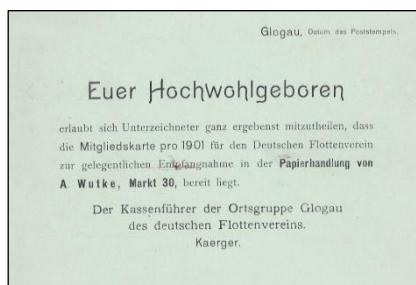 Glogau, Datum des Poststempels.
Euer Hochwohlgeboren
erlaubt sich Unterzeichneter ganz ergebenst mitzutheilen, dass
die Mitgliedskarte pro 1901 für den Deutschen Flottenverein
zur gelegentlichen Empfangnahme in der Papierhandlung von
A. Wutke, Markt 30, bereit liegt.
Der Kassenführer der Ortsgruppe Glogau
des deutschen Flottenvereins.
Kaerger.